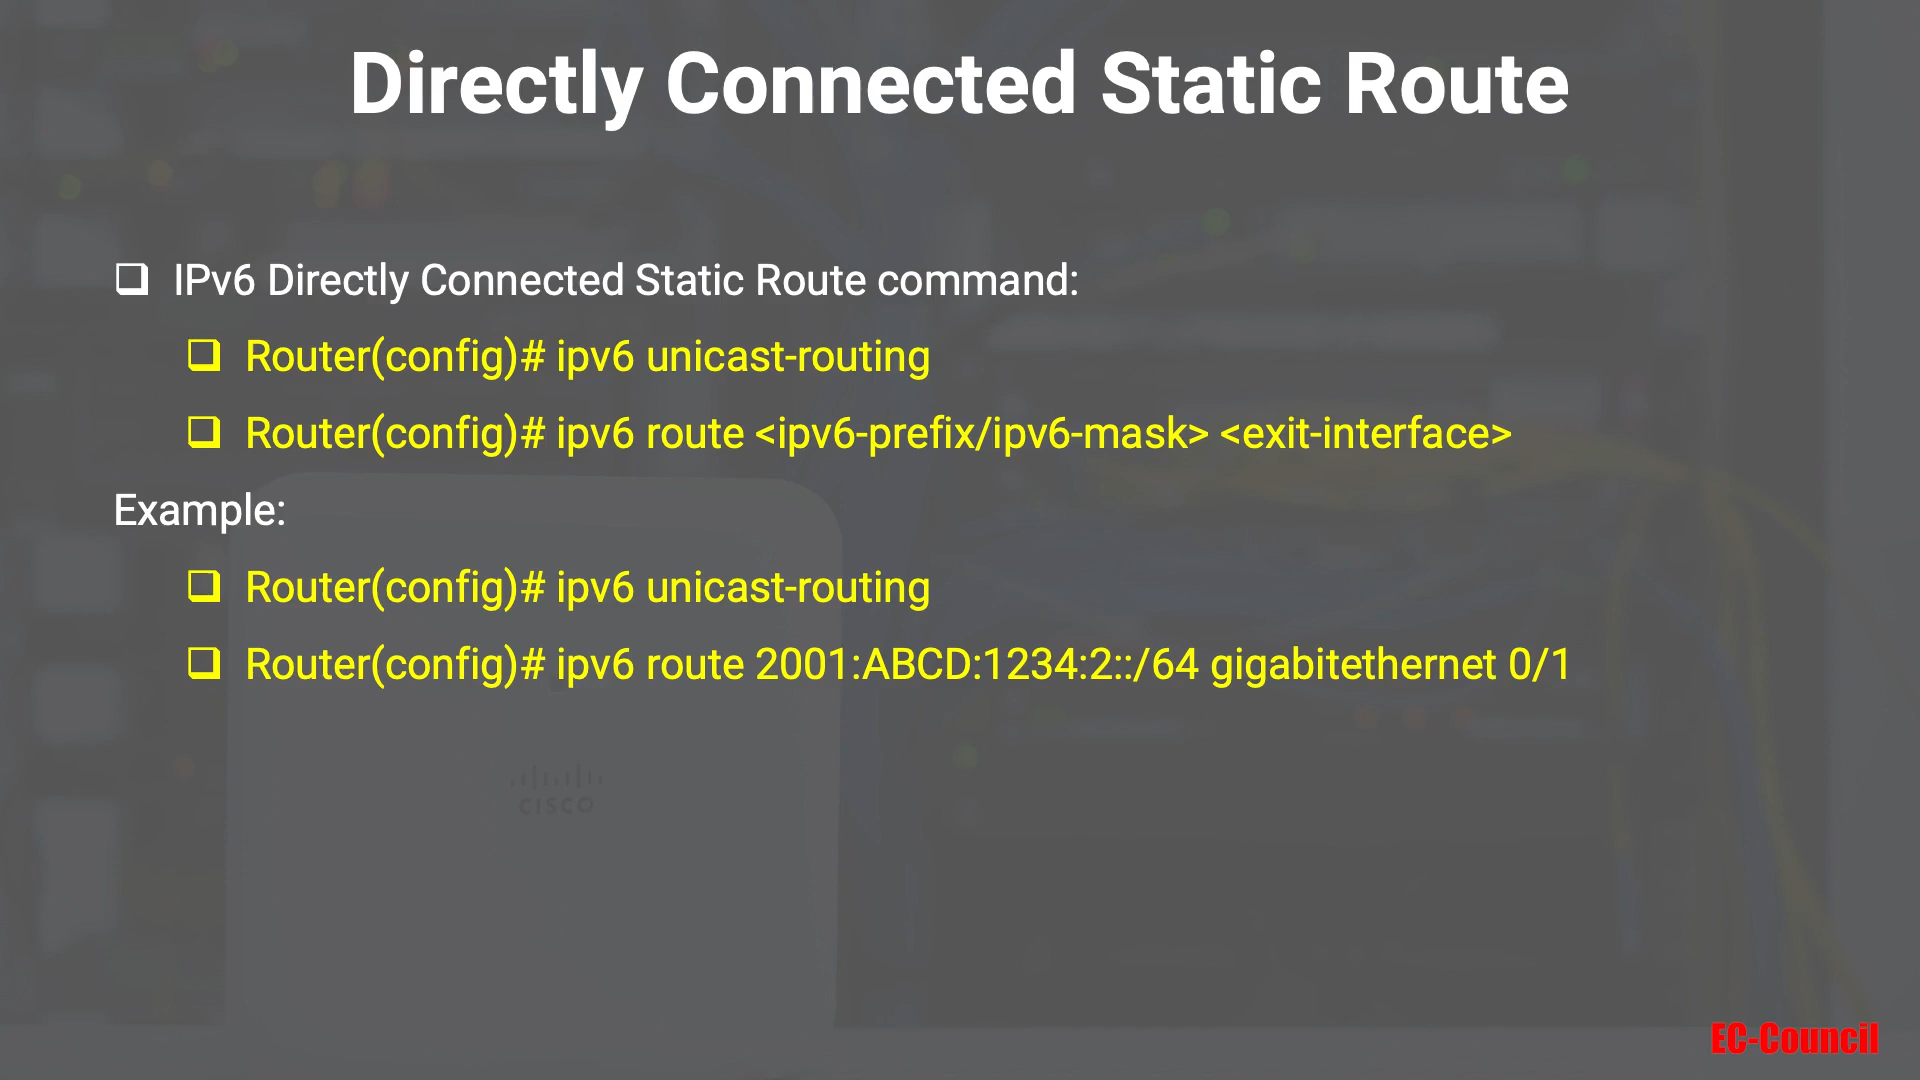 Directly Connected Static Route
❑ IPv6 Directly Connected Static Route command:
❑ Router(config)# ipv6 unicast-routing
❑ Router(config)# ipv6 route <ipv6-prefix/ipv6-mask> <exit-interface>
Example:
❑ Router(config)# ipv6 unicast-routing
❑ Router(config)# ipv6 route 2001:ABCD:1234:2::/64 gigabitethernet 0/1
CISCO
EC-Council